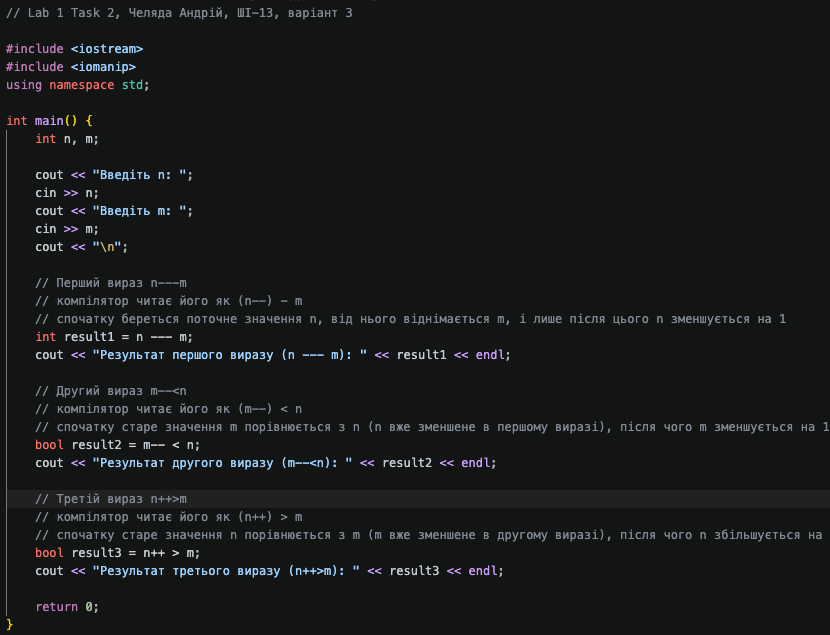 // Lab 1 Task 2, Челяда Андрій, ШІ-13, варіант 3
#include <iostream>
#include <iomanip>
using namespace std;
int main() {
int n, m;
cout << "Введіть n: ";
cin >> n;
cout << "Введіть m: ";
cin >> m;
cout << "\n";
// Перший вираз n---m
// компілятор читає його як (n--) - m
// спочатку береться поточне значення n, від нього віднімається m, і лише після цього n зменшується на 1
int result1 = n --- m;
cout << "Результат першого виразу (n --- m): " << result1 << endl;
// Другий вираз m--<n
// компілятор читає його як (m--) < n
// спочатку старе значення m порівнюється з n (n вже зменшене в першому виразі), після чого m зменшується на 1
bool result2 = m-- < n;
cout << "Результат другого виразу (m--<n): " << result2 << endl;
// Третій вираз n++>m
// компілятор читає його як (n++) > m
// спочатку старе значення n порівнюється з m (m вже зменшене в другому виразі), після чого n збільшується на
bool result3 = n++ > m;
cout << "Результат третього виразу (n++>m): " << result3 << endl;
return 0;
}